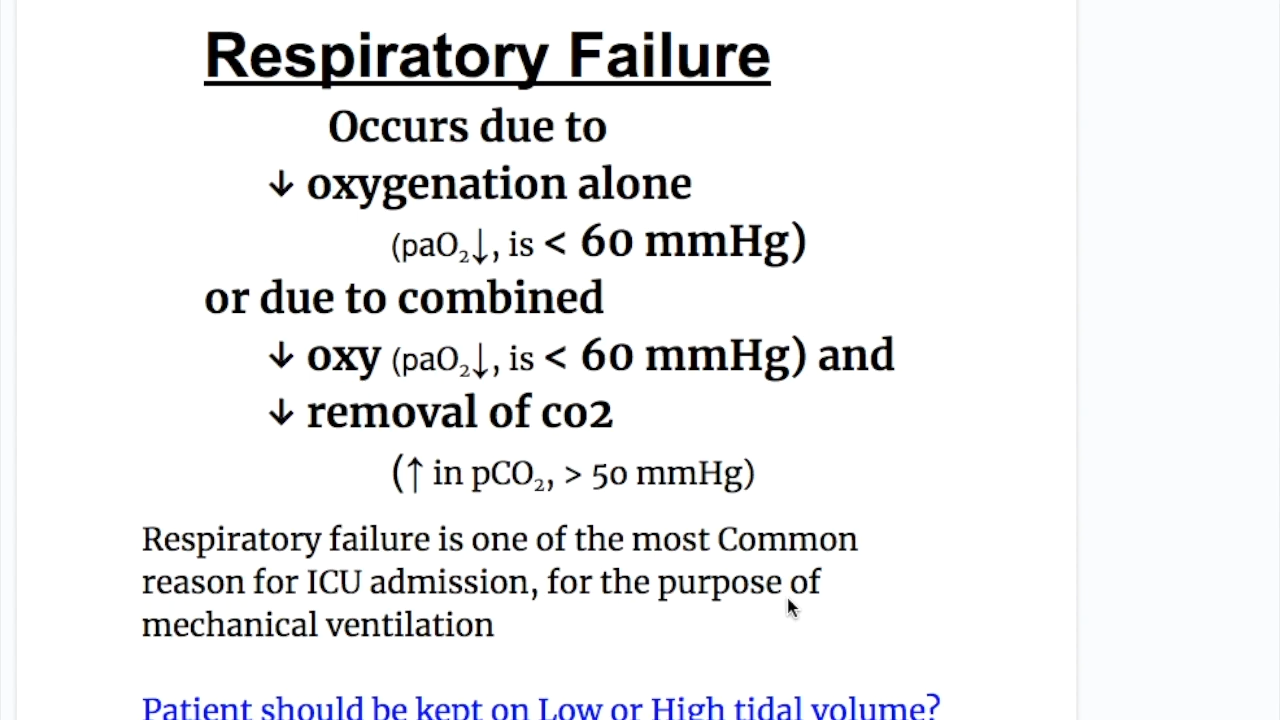 Respiratory Failure
Occurs due to
↓ oxygenation alone
(paO₂↓, is < 60 mmHg)
or due to combined
↓ oxy (paO₂↓, is < 60 mmHg) and
↓ removal of co2
(↑ in pCO₂, > 50 mmHg)
Respiratory failure is one of the most Common
reason for ICU admission, for the purpose of
mechanical ventilation
Patient should be kept on Low or High tidal volume?